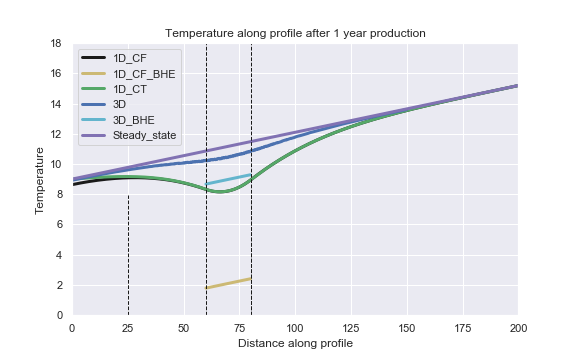 Temperature along profile after 1 year production
18
16
14
12
10
8
6
4
2
0
Temperature
1D_CF
1D_CF_BHE
1D_CT
3D
3D_BHE
Steady_state
0 25 50 75 100 125 150 175 200
Distance along profile